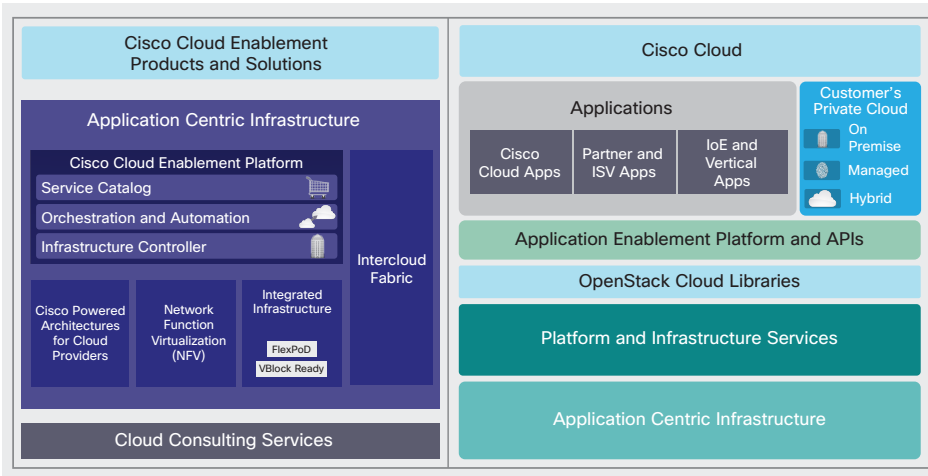 Cisco Cloud Enablement
Products and Solutions
Application Centric Infrastructure
Cisco Cloud Enablement Platform
Service Catalog
Orchestration and Automation
Infrastructure Controller
Intercloud
Fabric
Cisco Powered
Architectures
for Cloud
Providers
Network
Function
Virtualization
(NFV)
Integrated
Infrastructure
FlexPoD
VBlock Ready
Cloud Consulting Services
Cisco Cloud
Applications
Cisco
Cloud Apps
Partner and
ISV Apps
IoE and
Vertical
Apps
Customer's
Private Cloud
On
Premise
Managed
Hybrid
Application Enablement Platform and APIs
OpenStack Cloud Libraries
Platform and Infrastructure Services
Application Centric Infrastructure